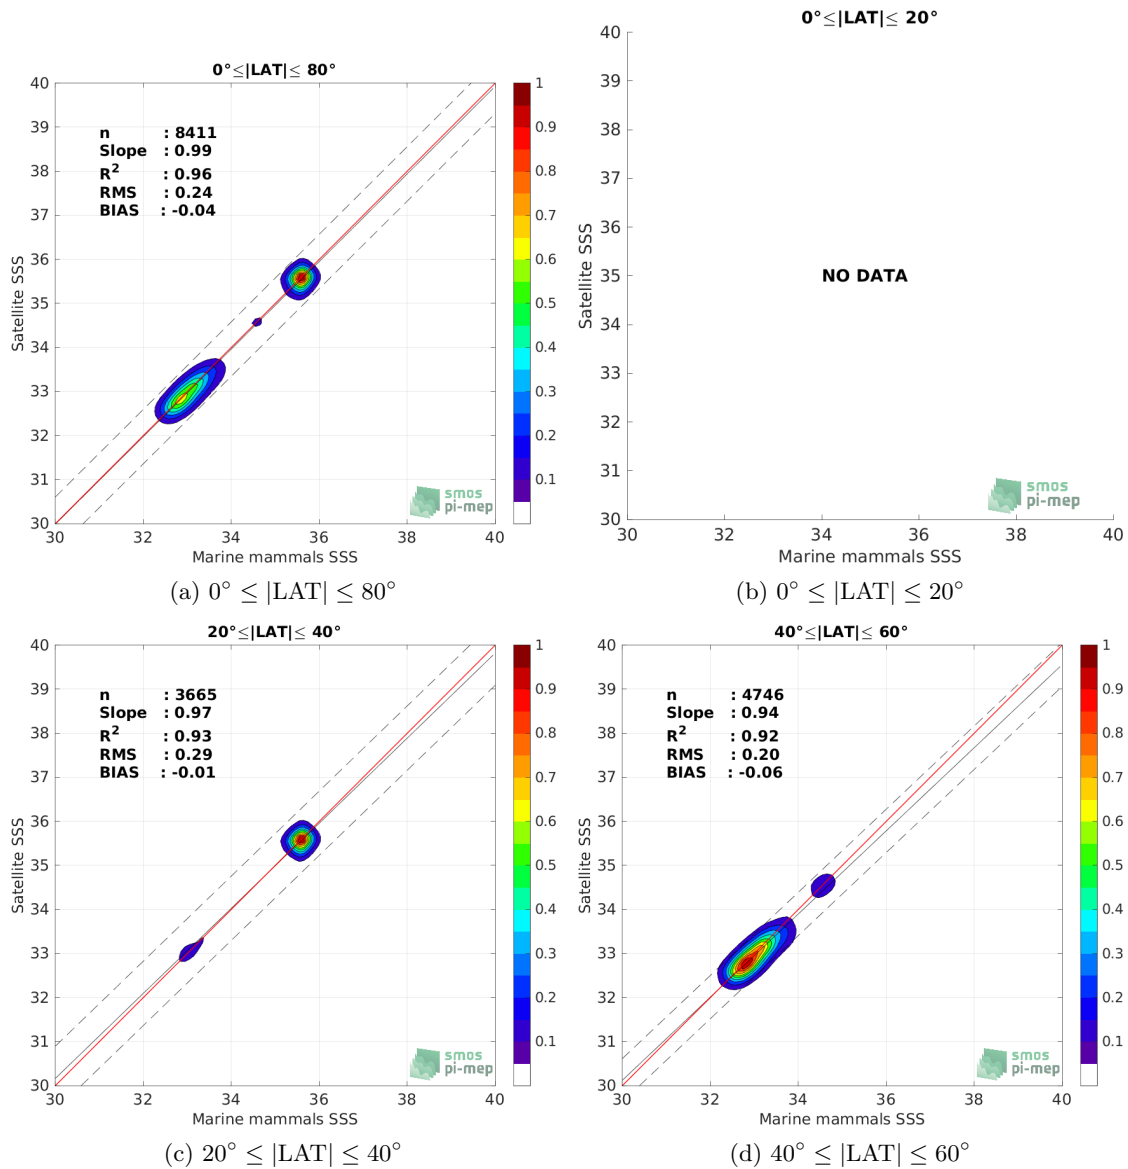 0°≤|LAT|≤ 80°
40
39
38
37
36
35
34
33
32
31
30
30
32
34
36
38
40
Satellite SSS
Marine mammals SSS
n : 8411
Slope : 0.99
R² : 0.96
RMS : 0.24
BIAS : -0.04
1
0.9
0.8
0.7
0.6
0.5
0.4
0.3
0.2
0.1
smos
pi-mep
(a) 0° ≤ |LAT| ≤ 80°
0°≤|LAT|≤ 20°
40
39
38
37
36
35
34
33
32
31
30
30
32
34
36
38
40
Satellite SSS
Marine mammals SSS
NO DATA
smos
pi-mep
(b) 0° ≤ |LAT| ≤ 20°
20°≤|LAT|≤ 40°
40
39
38
37
36
35
34
33
32
31
30
30
32
34
36
38
40
Satellite SSS
Marine mammals SSS
n : 3665
Slope : 0.97
R² : 0.93
RMS : 0.29
BIAS : -0.01
1
0.9
0.8
0.7
0.6
0.5
0.4
0.3
0.2
0.1
smos
pi-mep
(c) 20° ≤ |LAT| ≤ 40°
40°≤|LAT|≤ 60°
40
39
38
37
36
35
34
33
32
31
30
30
32
34
36
38
40
Satellite SSS
Marine mammals SSS
n : 4746
Slope : 0.94
R² : 0.92
RMS : 0.20
BIAS : -0.06
1
0.9
0.8
0.7
0.6
0.5
0.4
0.3
0.2
0.1
smos
pi-mep
(d) 40° ≤ |LAT| ≤ 60°